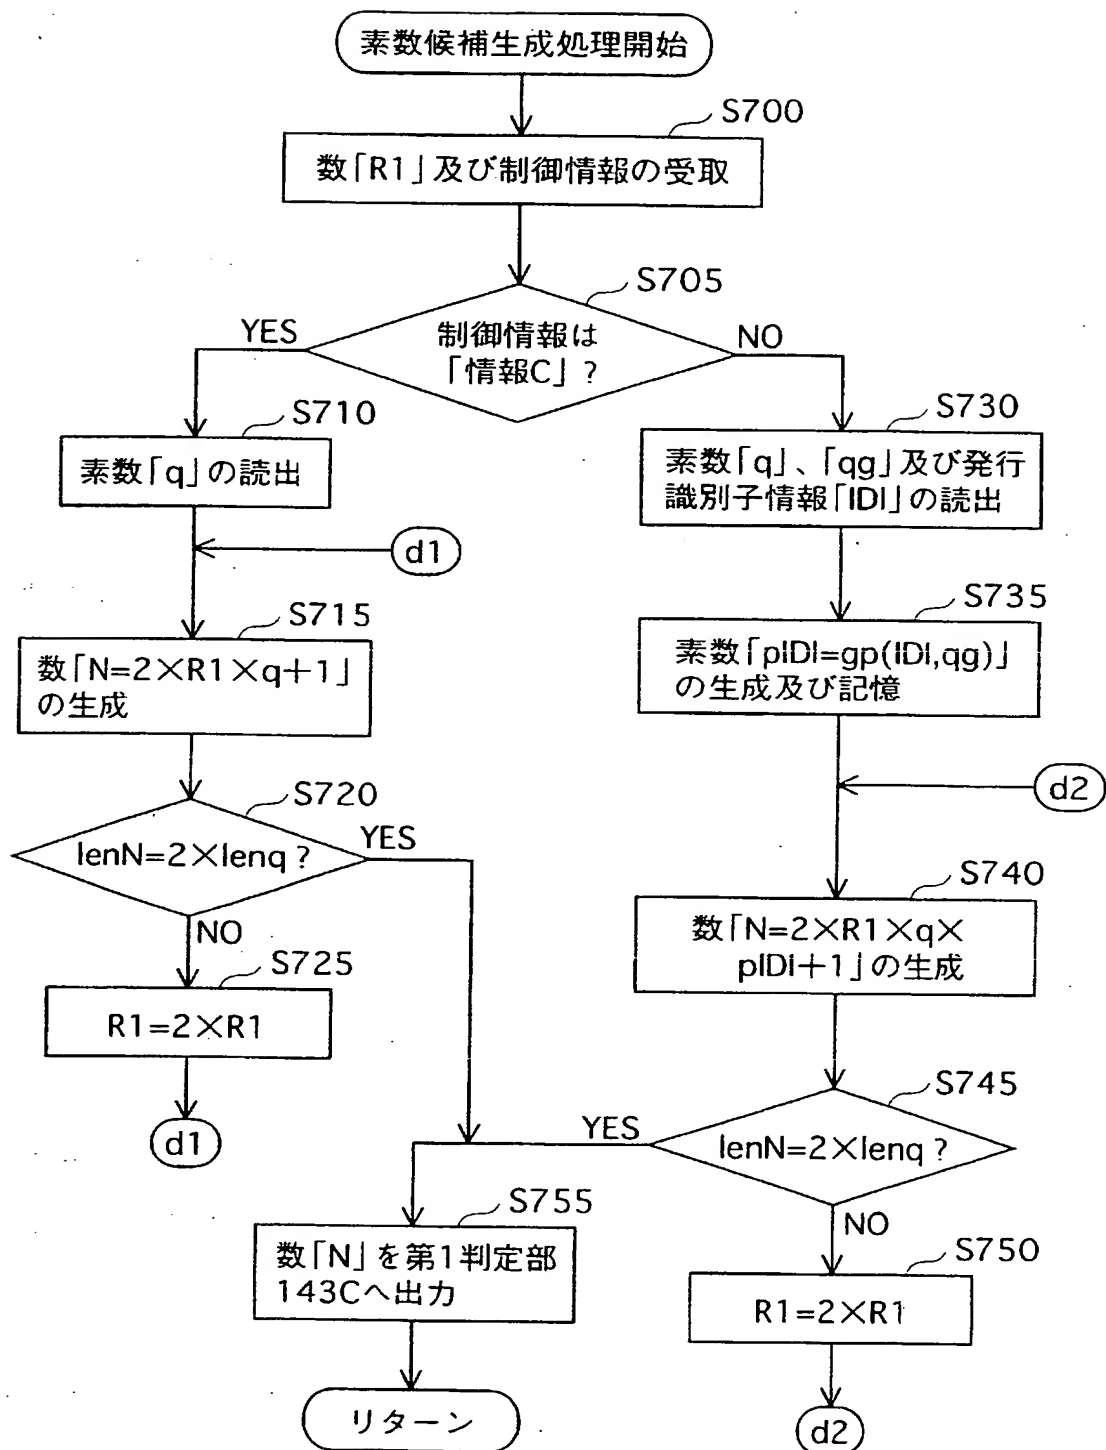 素数候補生成処理開始
S700
数「R1」及び制御情報の受取
S705
制御情報は
「情報C」?
YES
NO
S710
素数「q」の読出
d1
S715
数「N=2×R1×q+1」
の生成
S720
lenN=2×lenq?
YES
NO
S725
R1=2×R1
d1
S730
素数「q」、「qg」及び発行
識別子情報「IDI」の読出
S735
素数「pIDI=gp(IDI,qg)」
の生成及び記憶
d2
S740
数「N=2×R1×q×
pIDI+1」の生成
S745
lenN=2×lenq?
YES
NO
S750
R1=2×R1
d2
S755
数「N」を第1判定部
143Cへ出力
リターン